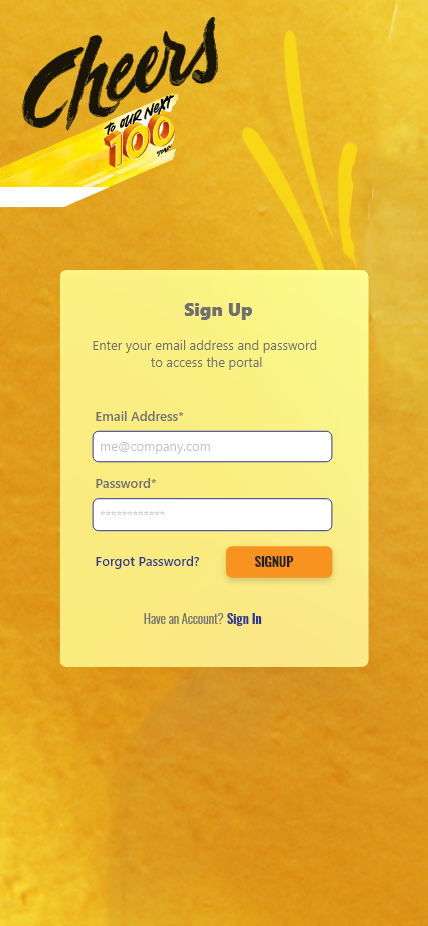 Cheers
to OUR NEXT
100
years
Sign Up
Enter your email address and password
to access the portal
Email Address*
me@company.com
Password*
************
Forgot Password?
SIGNUP
Have an Account? Sign In